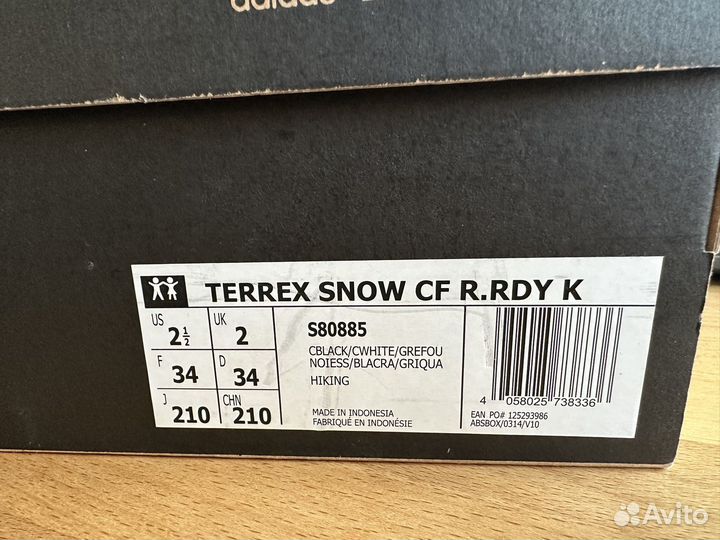 adidas
TERREX SNOW CF R.RDY K
US 2½ UK 2
F 34 D 34
J 210 CHN 210
S80885
CBLACK/CWHITE/GREFOU
NOIESS/BLACRA/GRIQUA
HIKING
MADE IN INDONESIA
FABRIQUÉ EN INDONÉSIE
4 058025 738336
EAN PO# 125293986
ABSBOX/0314/V10
Avito